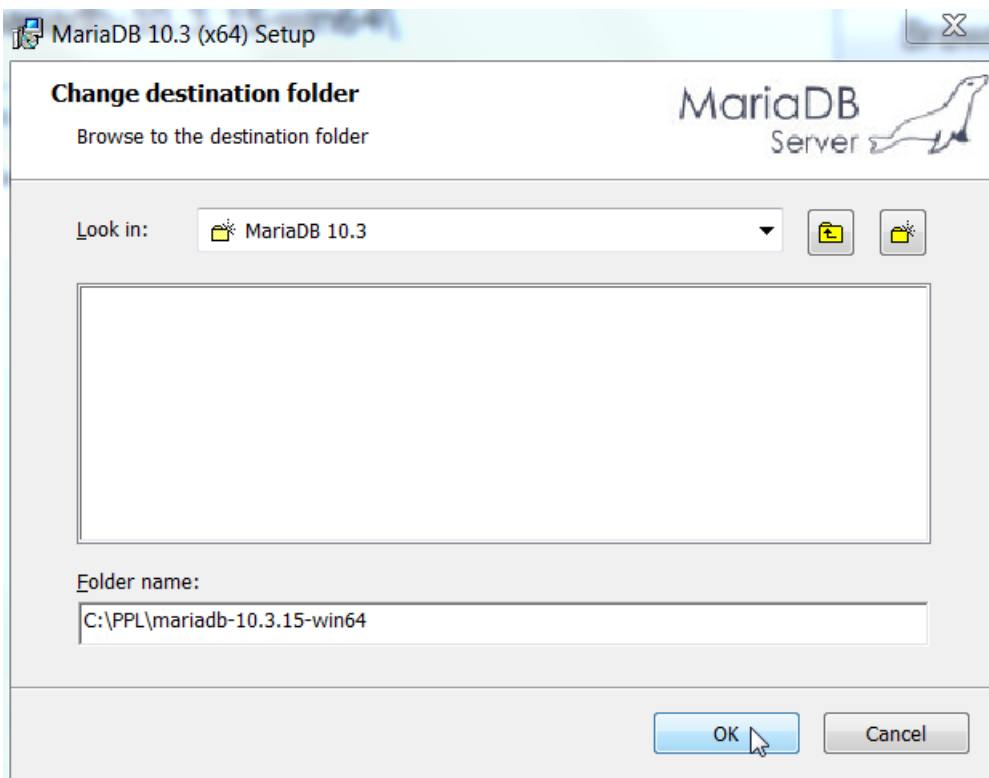 MariaDB 10.3 (x64) Setup
Change destination folder
Browse to the destination folder
MariaDB
Server
Look in:
MariaDB 10.3
Folder name:
C:\PPL\mariadb-10.3.15-win64
OK
Cancel